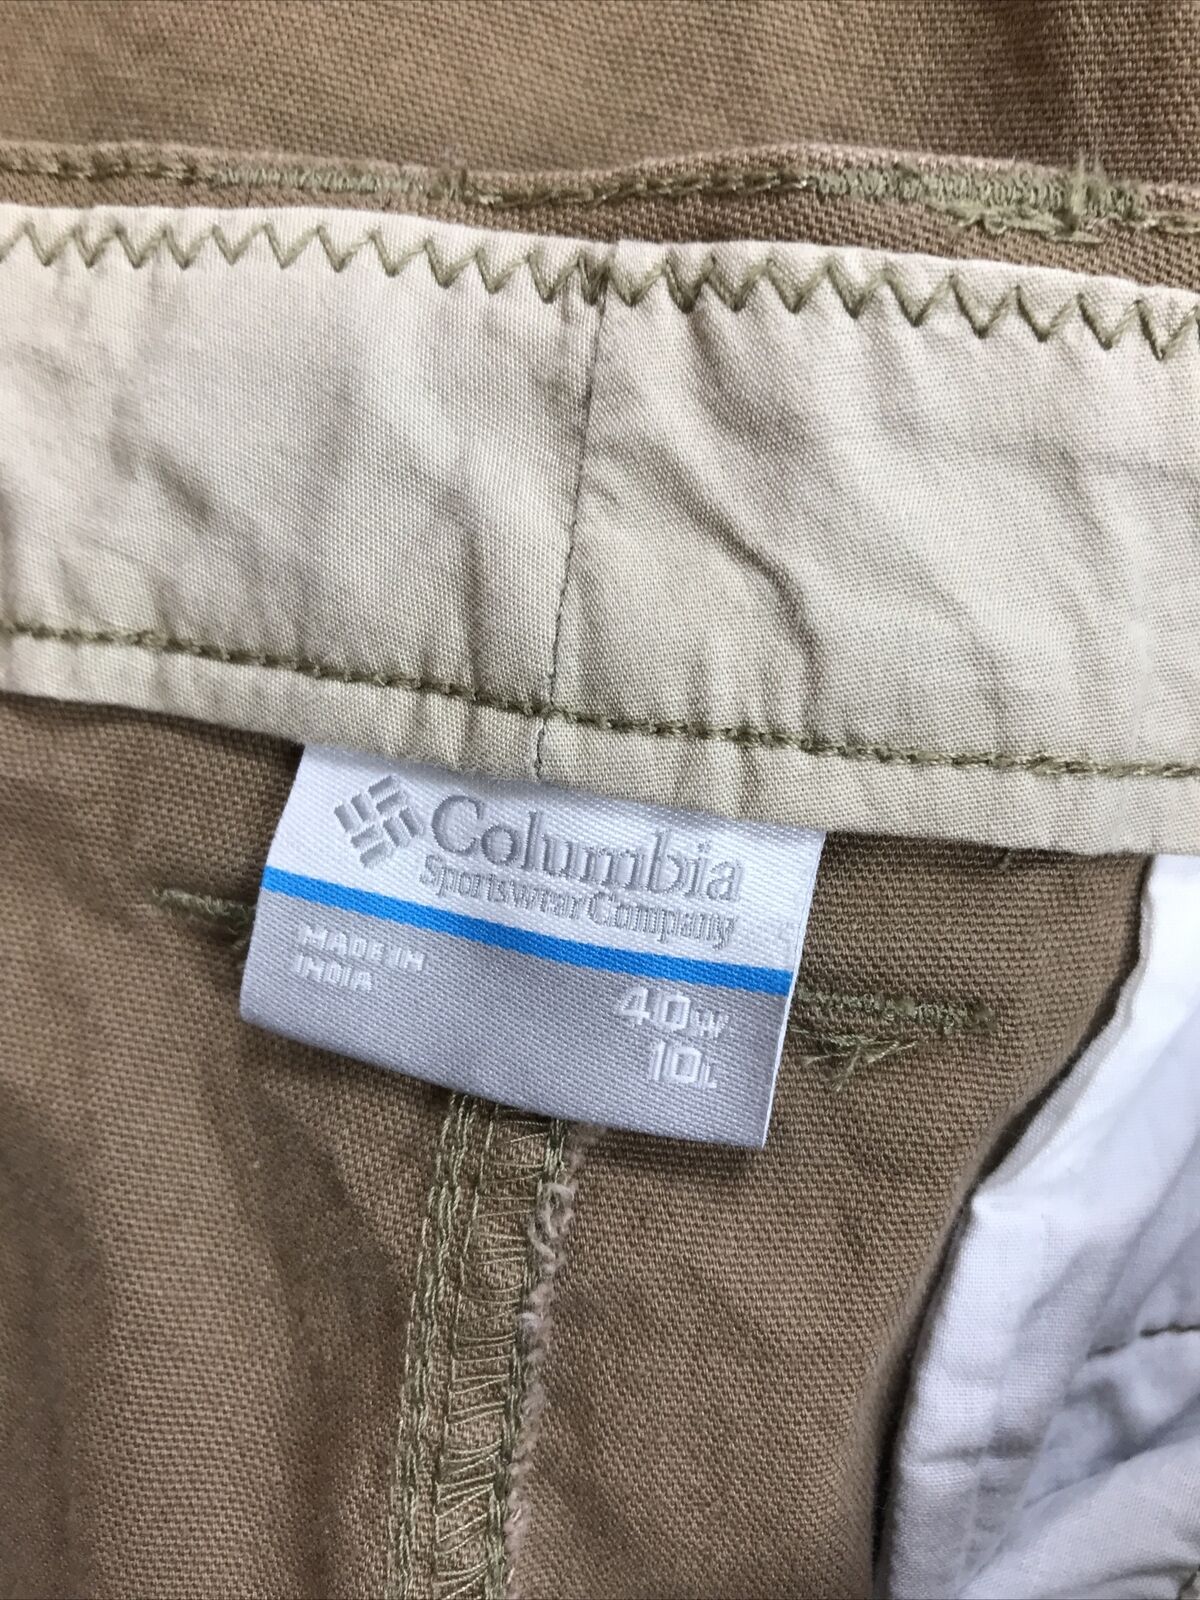 Columbia
Sportswear Company
MADE IN
INDIA
40W
10L